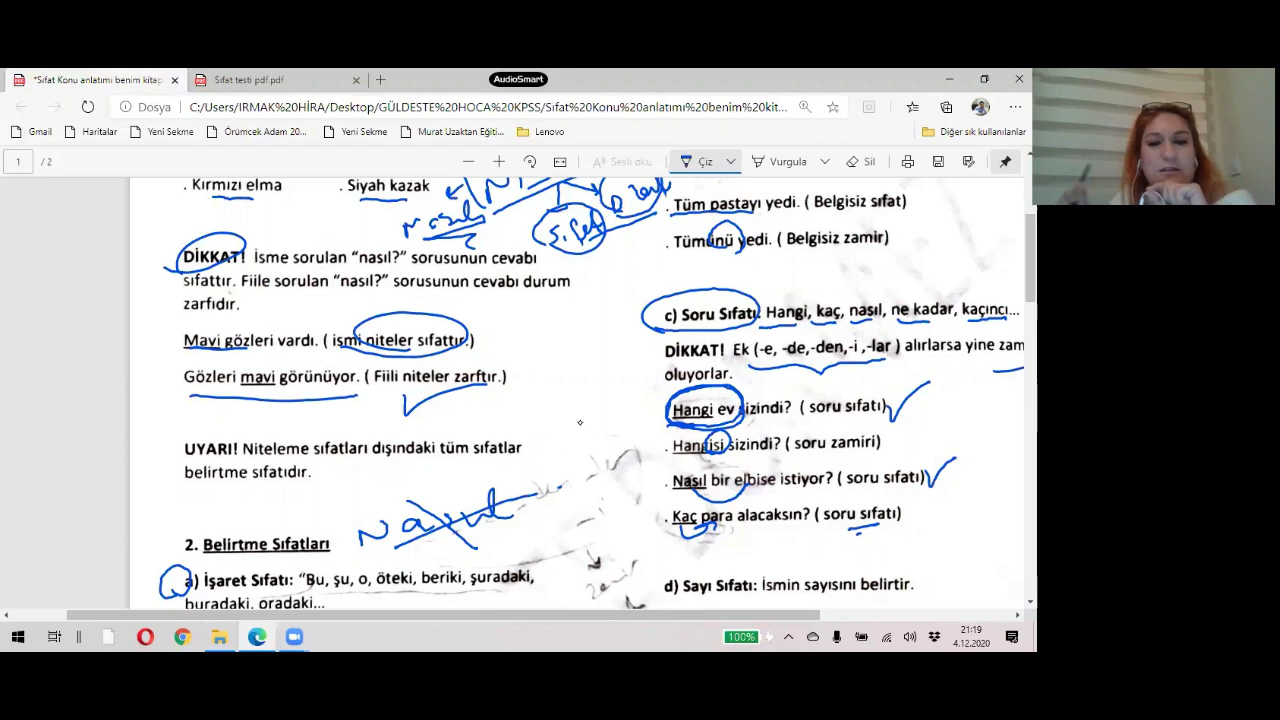 AudioSmart
*Sıfat Konu anlatımı benim kitap
Sıfat testi pdf.pdf
Dosya
C:/Users/IRMAK%20HİRA/Desktop/GÜLDESTE%20HOCA%20KPSS/Sıfat%20Konu%20anlatımı%20benim%20kit...
Gmail
Haritalar
Yeni Sekme
Örümcek Adam 20...
Yeni Sekme
Murat Uzaktan Eğiti...
Lenovo
Diğer sık kullanılanlar
1 / 2
Sesli oku
Çiz
Vurgula
Sil
. Kırmızı elma
. Siyah kazak
Nasıl
Sıfat
Zarf
DİKKAT! İsme sorulan “nasıl?” sorusunun cevabı
sıfattır. Fiile sorulan “nasıl?” sorusunun cevabı durum
zarfıdır.
Mavi gözleri vardı. ( ismi niteler sıfattır.)
Gözleri mavi görünüyor. ( Fiili niteler zarftır.)
UYARI! Niteleme sıfatları dışındaki tüm sıfatlar
belirtme sıfatıdır.
Nasıl
2. Belirtme Sıfatları
a) İşaret Sıfatı: “Bu, şu, o, öteki, beriki, şuradaki,
buradaki, oradaki...
. Tüm pastayı yedi. ( Belgisiz sıfat)
. Tümünü yedi. ( Belgisiz zamir)
c) Soru Sıfatı: Hangi, kaç, nasıl, ne kadar, kaçıncı...
DİKKAT! Ek (-e, -de,-den,-i ,-lar ) alırlarsa yine zam
oluyorlar.
. Hangi ev sizindi? ( soru sıfatı)
. Hangisi sizindi? ( soru zamiri)
. Nasıl bir elbise istiyor? ( soru sıfatı)
. Kaç para alacaksın? ( soru sıfatı)
d) Sayı Sıfatı: İsmin sayısını belirtir.
100%
21:19
4.12.2020